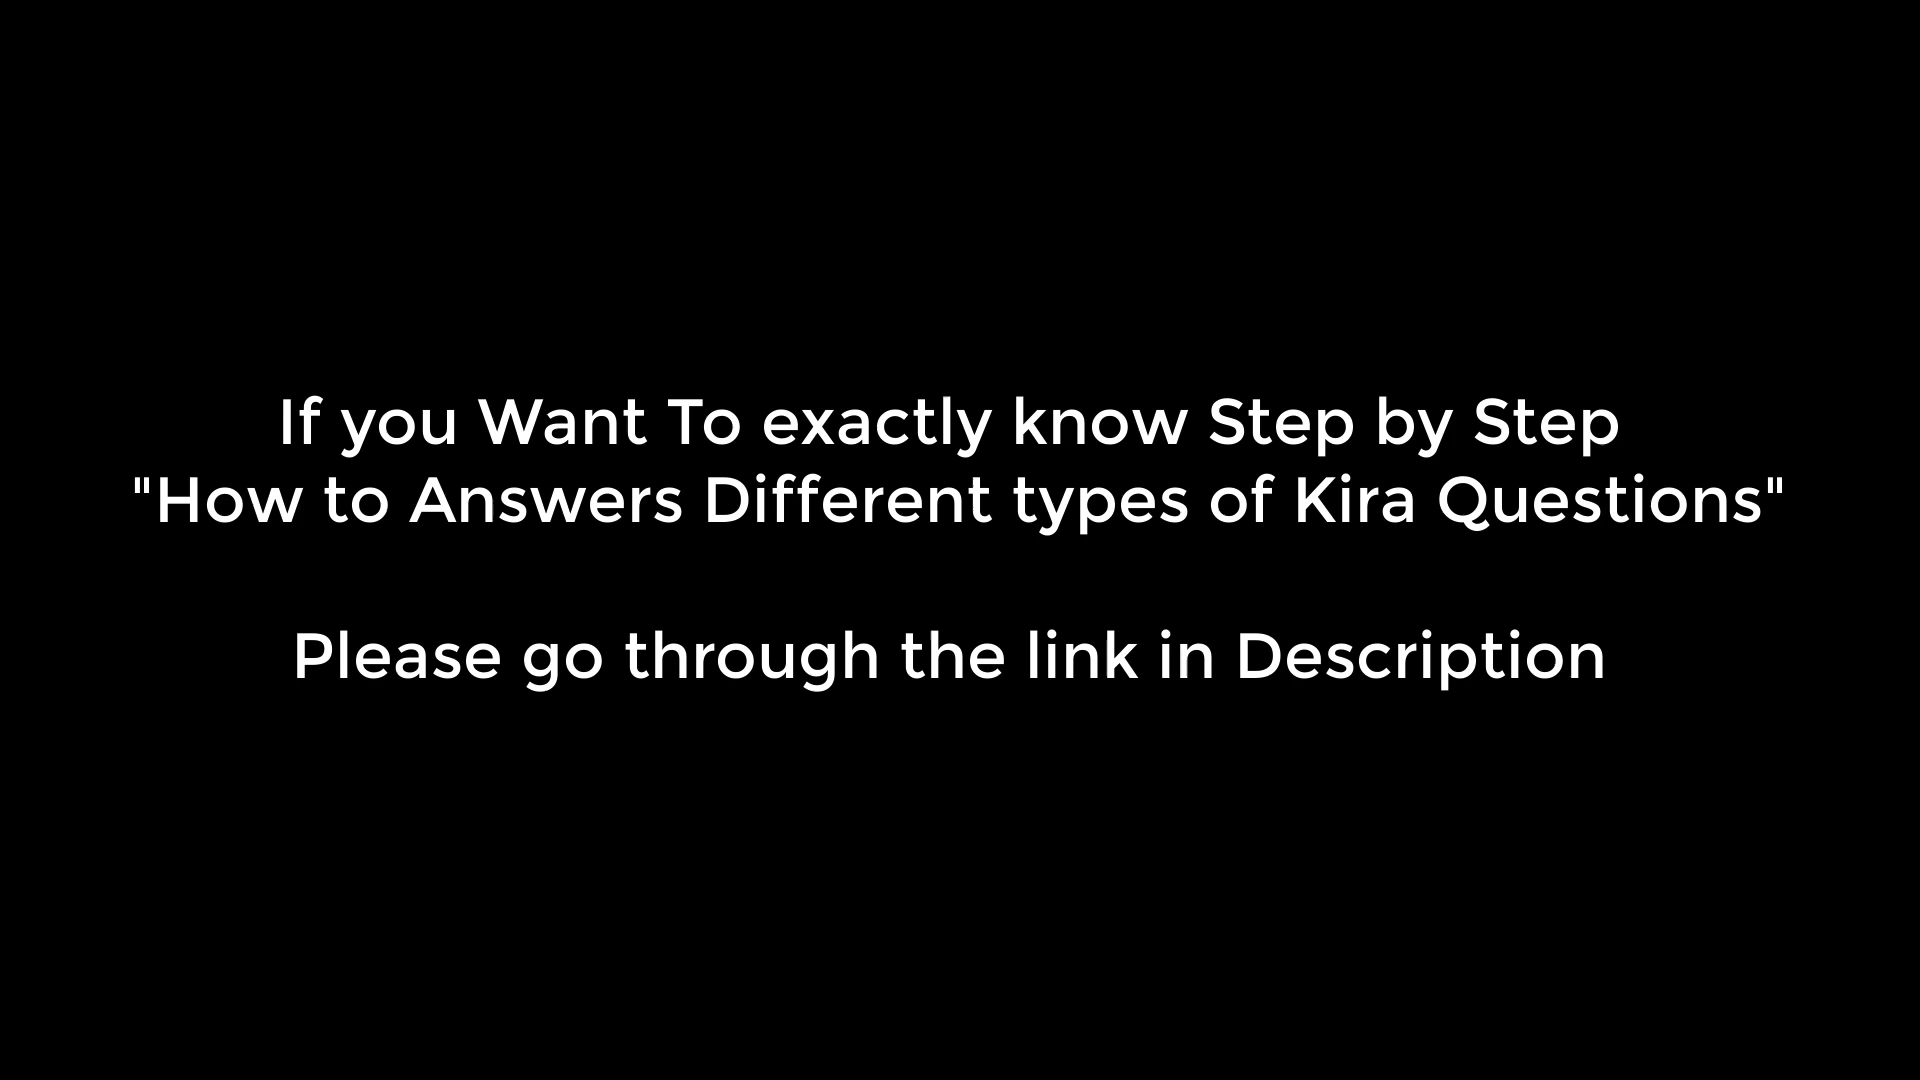 If you Want To exactly know Step by Step
"How to Answers Different types of Kira Questions"
Please go through the link in Description